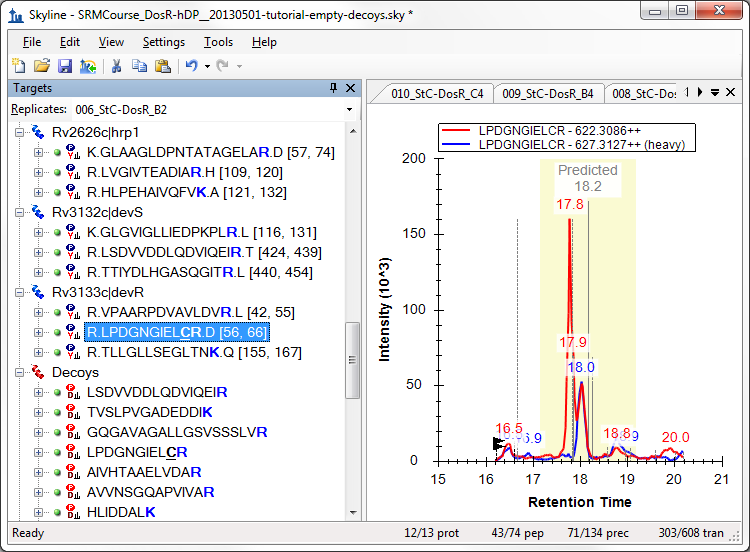 Skyline - SRMCourse_DosR-hDP__20130501-tutorial-empty-decoys.sky *
File Edit View Settings Tools Help
Targets
Replicates: 006_StC-DosR_B2
Rv2626c|hrp1
K.GLAAGLDPNTATAGELAR.D [57, 74]
R.LVGIVTEADIAR.H [109, 120]
R.HLPEHAIVQFVK.A [121, 132]
Rv3132c|devS
K.GLGVIGLLIEDPKPLR.L [116, 131]
R.LSDVVDDLQDVIQEIR.T [424, 439]
R.TTIYDLHGASQGITR.L [440, 454]
Rv3133c|devR
R.VPAARPDVAVLDVR.L [42, 55]
R.LPDGNGIELCR.D [56, 66]
R.TLLGLLSEGLTNK.Q [155, 167]
Decoys
LSDVVDDLQDVIQEIR
TVSLPVGADEDDIK
GQGAVAGALLGSVSSSLVR
LPDGNGIELCR
AIVHTAAELVDAR
AVVNSGQAPVIVAR
HLIDDALK
010_StC-DosR_C4 009_StC-DosR_B4 008_StC-Dos
LPDGNGIELCR - 622.3086++
LPDGNGIELCR - 627.3127++ (heavy)
Intensity (10^3)
200
150
100
50
0
Predicted
18.2
17.8
17.9
18.0
16.5
18.8
20.0
15 16 17 18 19 20 21
Retention Time
Ready 12/13 prot 43/74 pep 71/134 prec 303/608 tran